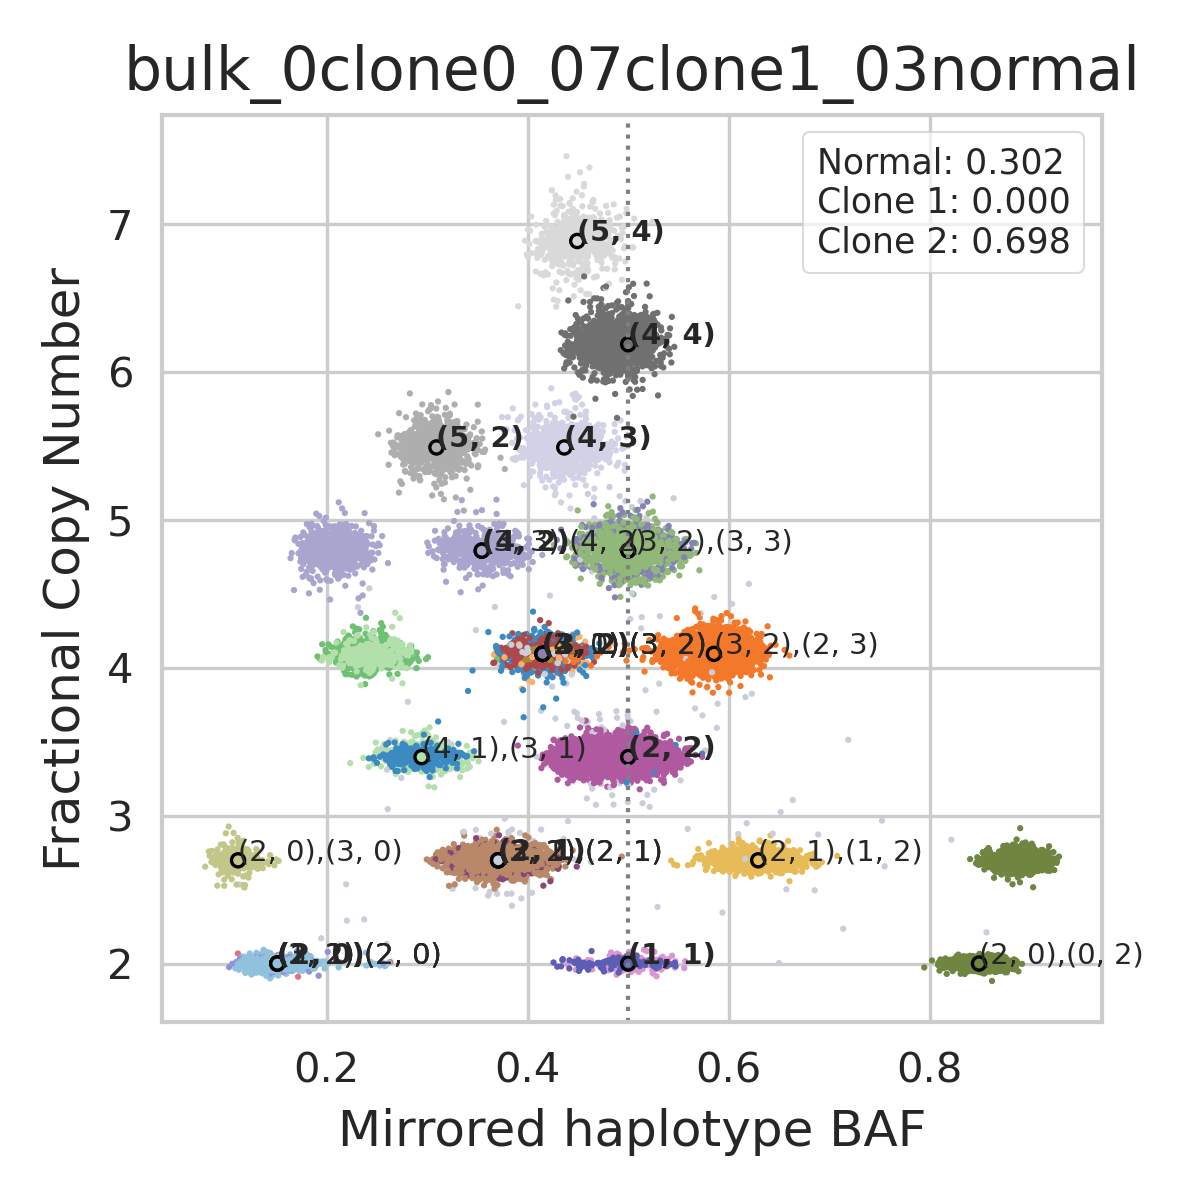 bulk_0clone0_07clone1_03normal
Normal: 0.302
Clone 1: 0.000
Clone 2: 0.698
Fractional Copy Number
7
6
5
4
3
2
(5, 4)
(4, 4)
(5, 2)
(4, 3)
(4, 2)
(3, 2),(3, 3)
(3, 2),(2, 3)
(4, 1),(3, 1)
(2, 2)
(2, 0),(3, 0)
(2, 1)
(2, 1),(1, 2)
(2, 0)
(1, 1)
(2, 0),(0, 2)
0.2
0.4
0.6
0.8
Mirrored haplotype BAF